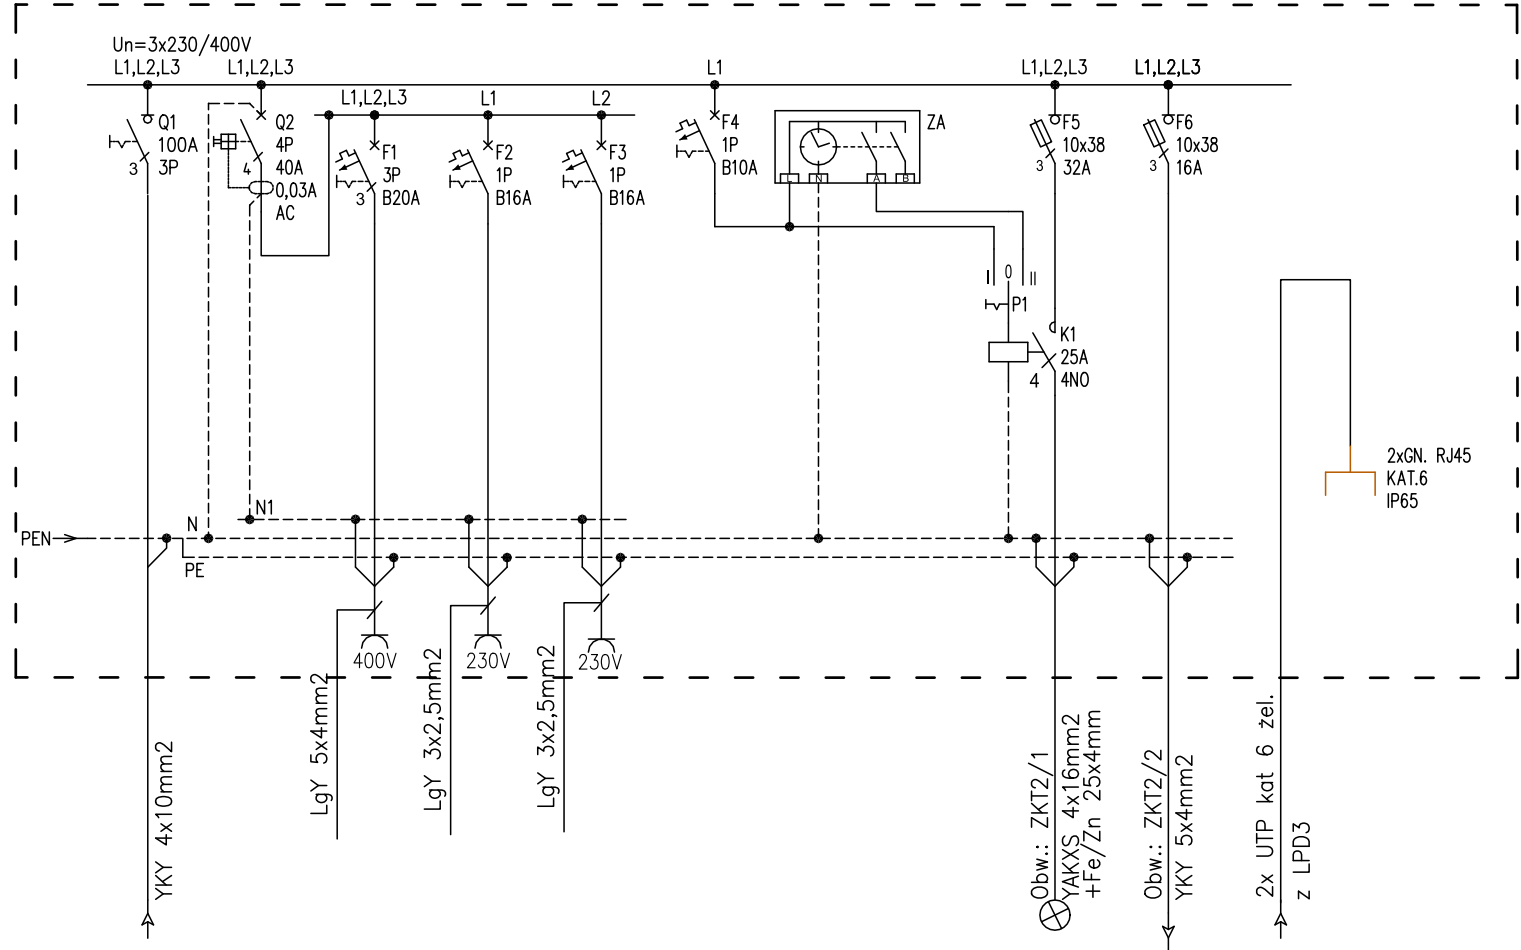 Un=3x230/400V
L1,L2,L3
L1,L2,L3
L1
L1,L2,L3
L1,L2,L3
L1,L2,L3
L1
L2
Q1
100A
3P
3
Q2
4P
40A
4
0,03A
AC
F1
3P
B20A
3
F2
1P
B16A
F3
1P
B16A
F4
1P
B10A
ZA
L
N
A
B
F5
10x38
32A
3
F6
10x38
16A
3
I
0
II
P1
K1
25A
4NO
4
2xGN. RJ45
KAT.6
IP65
N1
N
PEN
PE
400V
230V
230V
YKY 4x10mm2
LgY 5x4mm2
LgY 3x2,5mm2
LgY 3x2,5mm2
Obw.: ZKT2/1
YAKXS 4x16mm2
+Fe/Zn 25x4mm
Obw.: ZKT2/2
YKY 5x4mm2
2x UTP kat 6 żel.
z LPD3